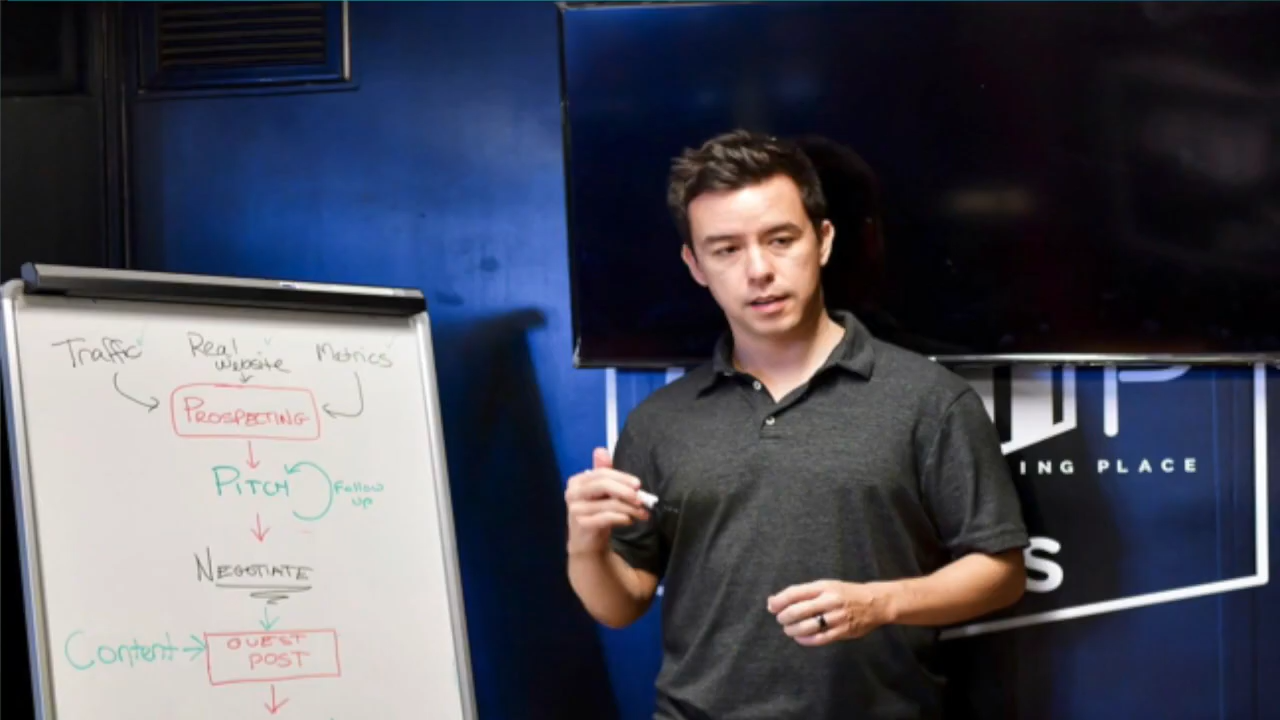 Traffic
Real
Website
Metrics
PROSPECTING
PITCH
FOLLOW
UP
NEGOTIATE
Content
GUEST
POST
ING PLACE
S